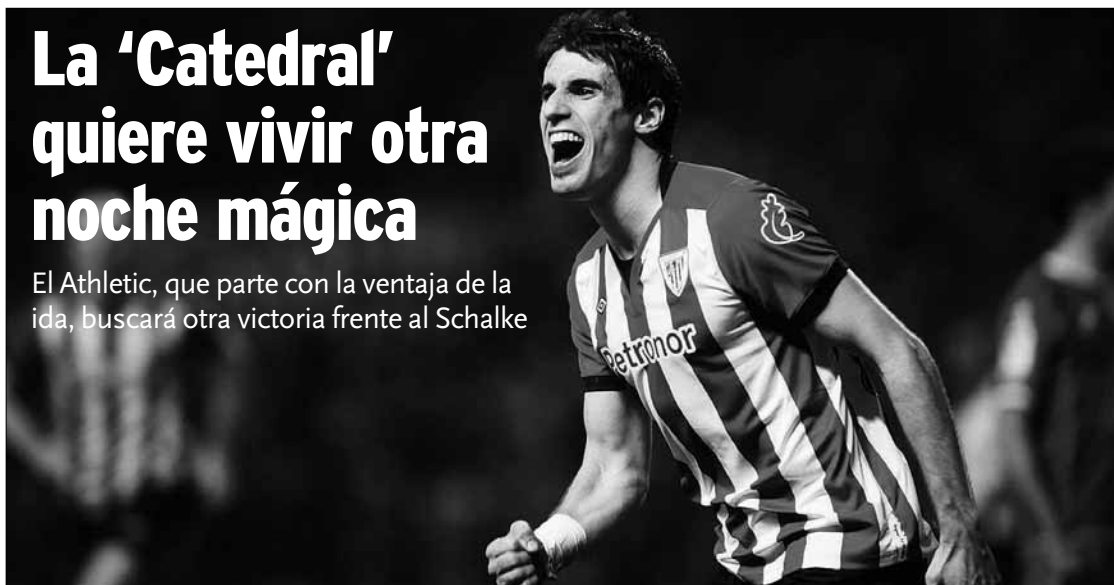 La ‘Catedral’
quiere vivir otra
noche mágica
El Athletic, que parte con la ventaja de la
ida, buscará otra victoria frente al Schalke
Petronor